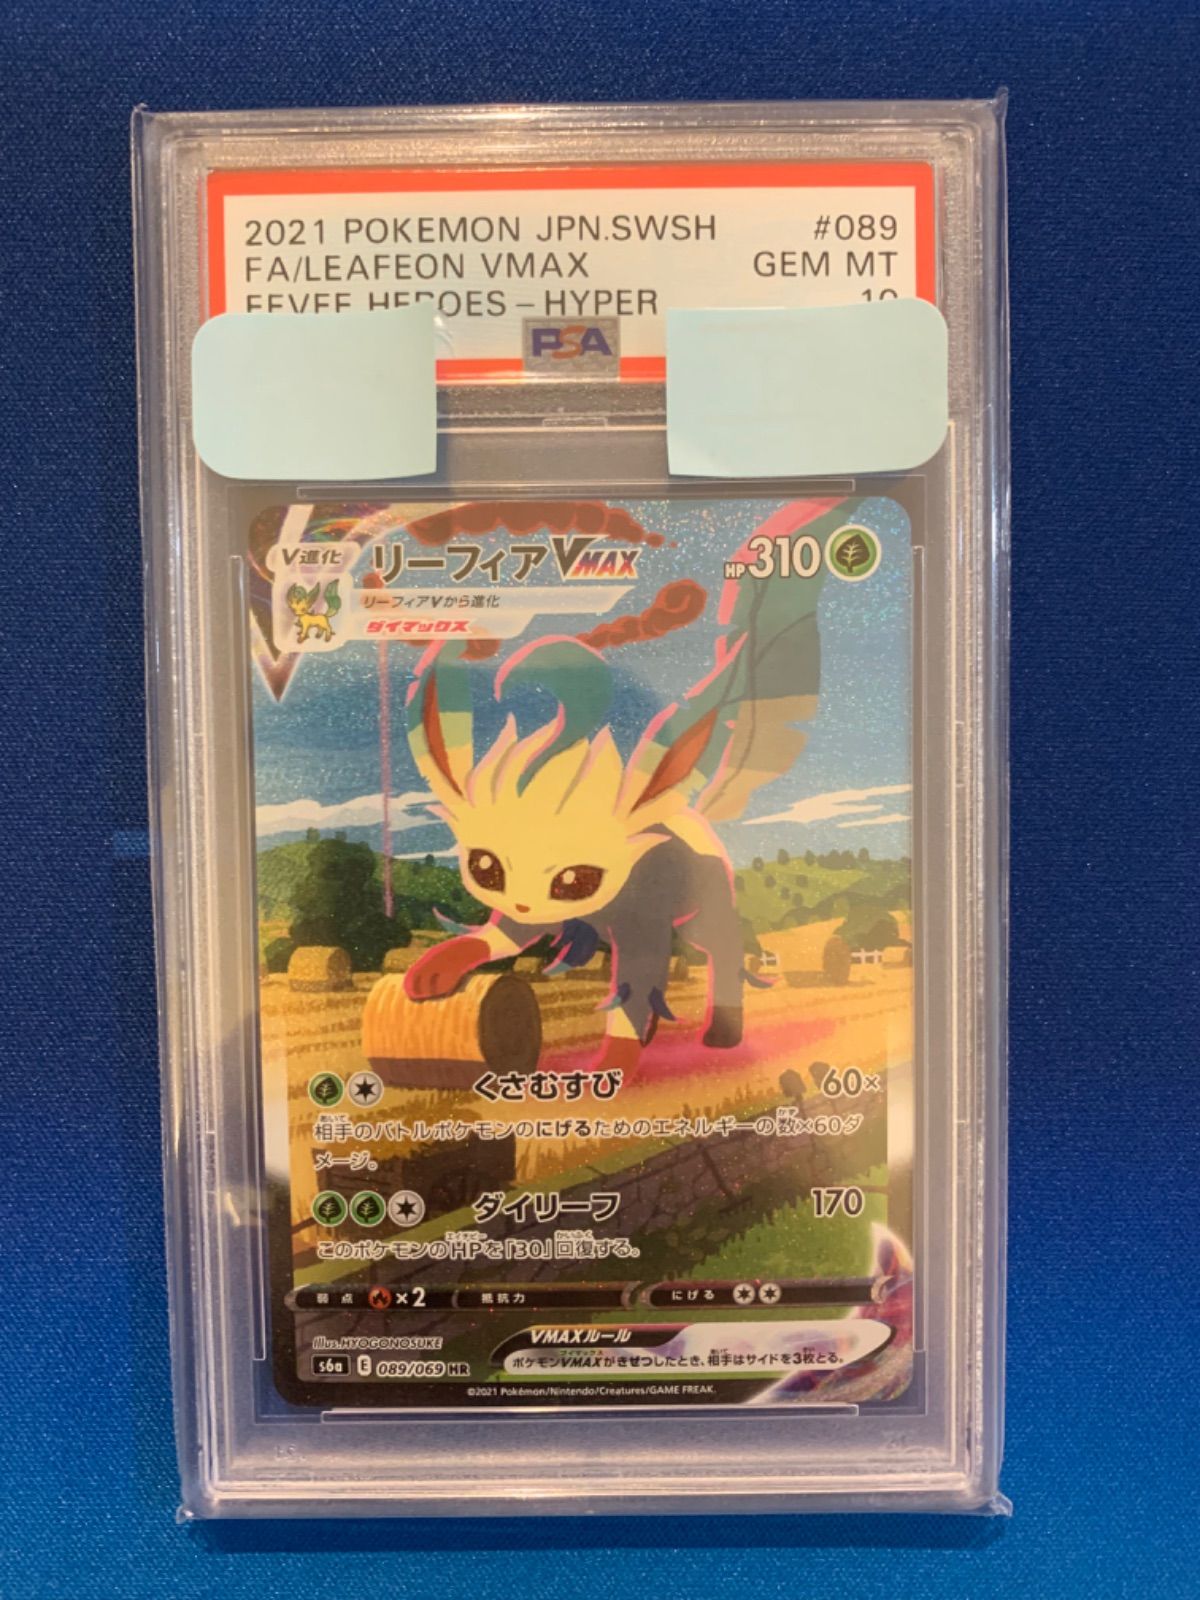 2021 POKEMON JPN.SWSH #089
FA/LEAFEON VMAX GEM MT
EEVEE HEROES - HYPER 10
PSA
V進化 リーフィアVMAX HP310
リーフィアVから進化
ダイマックス
くさむすび 60×
相手のバトルポケモンのにげるためのエネルギーの数×60ダ
メージ。
ダイリーフ 170
このポケモンのHPを「30」回復する。
弱点 ×2 抵抗力 にげる
illus. HYOGONOSUKE
VMAXルール
s6a E 089/069 HR
ポケモンVMAXがきぜつしたとき、相手はサイドを3枚とる。
©2021 Pokémon/Nintendo/Creatures/GAME FREAK.